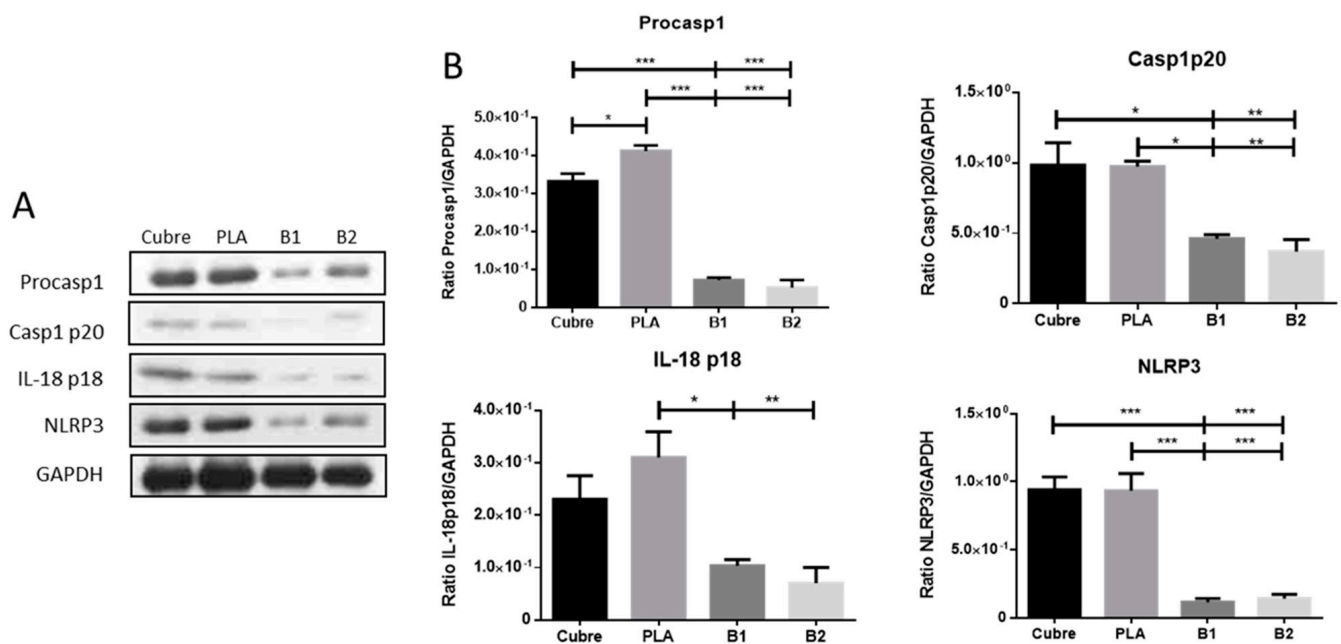 A
Cubre PLA B1 B2
Procasp1
Casp1 p20
IL-18 p18
NLRP3
GAPDH
B
Procasp1
*** ***
*** ***
*
Ratio Procasp1/GAPDH
5.0×10⁻¹
4.0×10⁻¹
3.0×10⁻¹
2.0×10⁻¹
1.0×10⁻¹
0
Cubre PLA B1 B2
Casp1p20
* **
* **
Ratio Casp1p20/GAPDH
1.5×10⁰
1.0×10⁰
5.0×10⁻¹
0
Cubre PLA B1 B2
IL-18 p18
* **
Ratio IL-18p18/GAPDH
4.0×10⁻¹
3.0×10⁻¹
2.0×10⁻¹
1.0×10⁻¹
0
Cubre PLA B1 B2
NLRP3
*** ***
*** ***
Ratio NLRP3/GAPDH
1.5×10⁰
1.0×10⁰
5.0×10⁻¹
0
Cubre PLA B1 B2